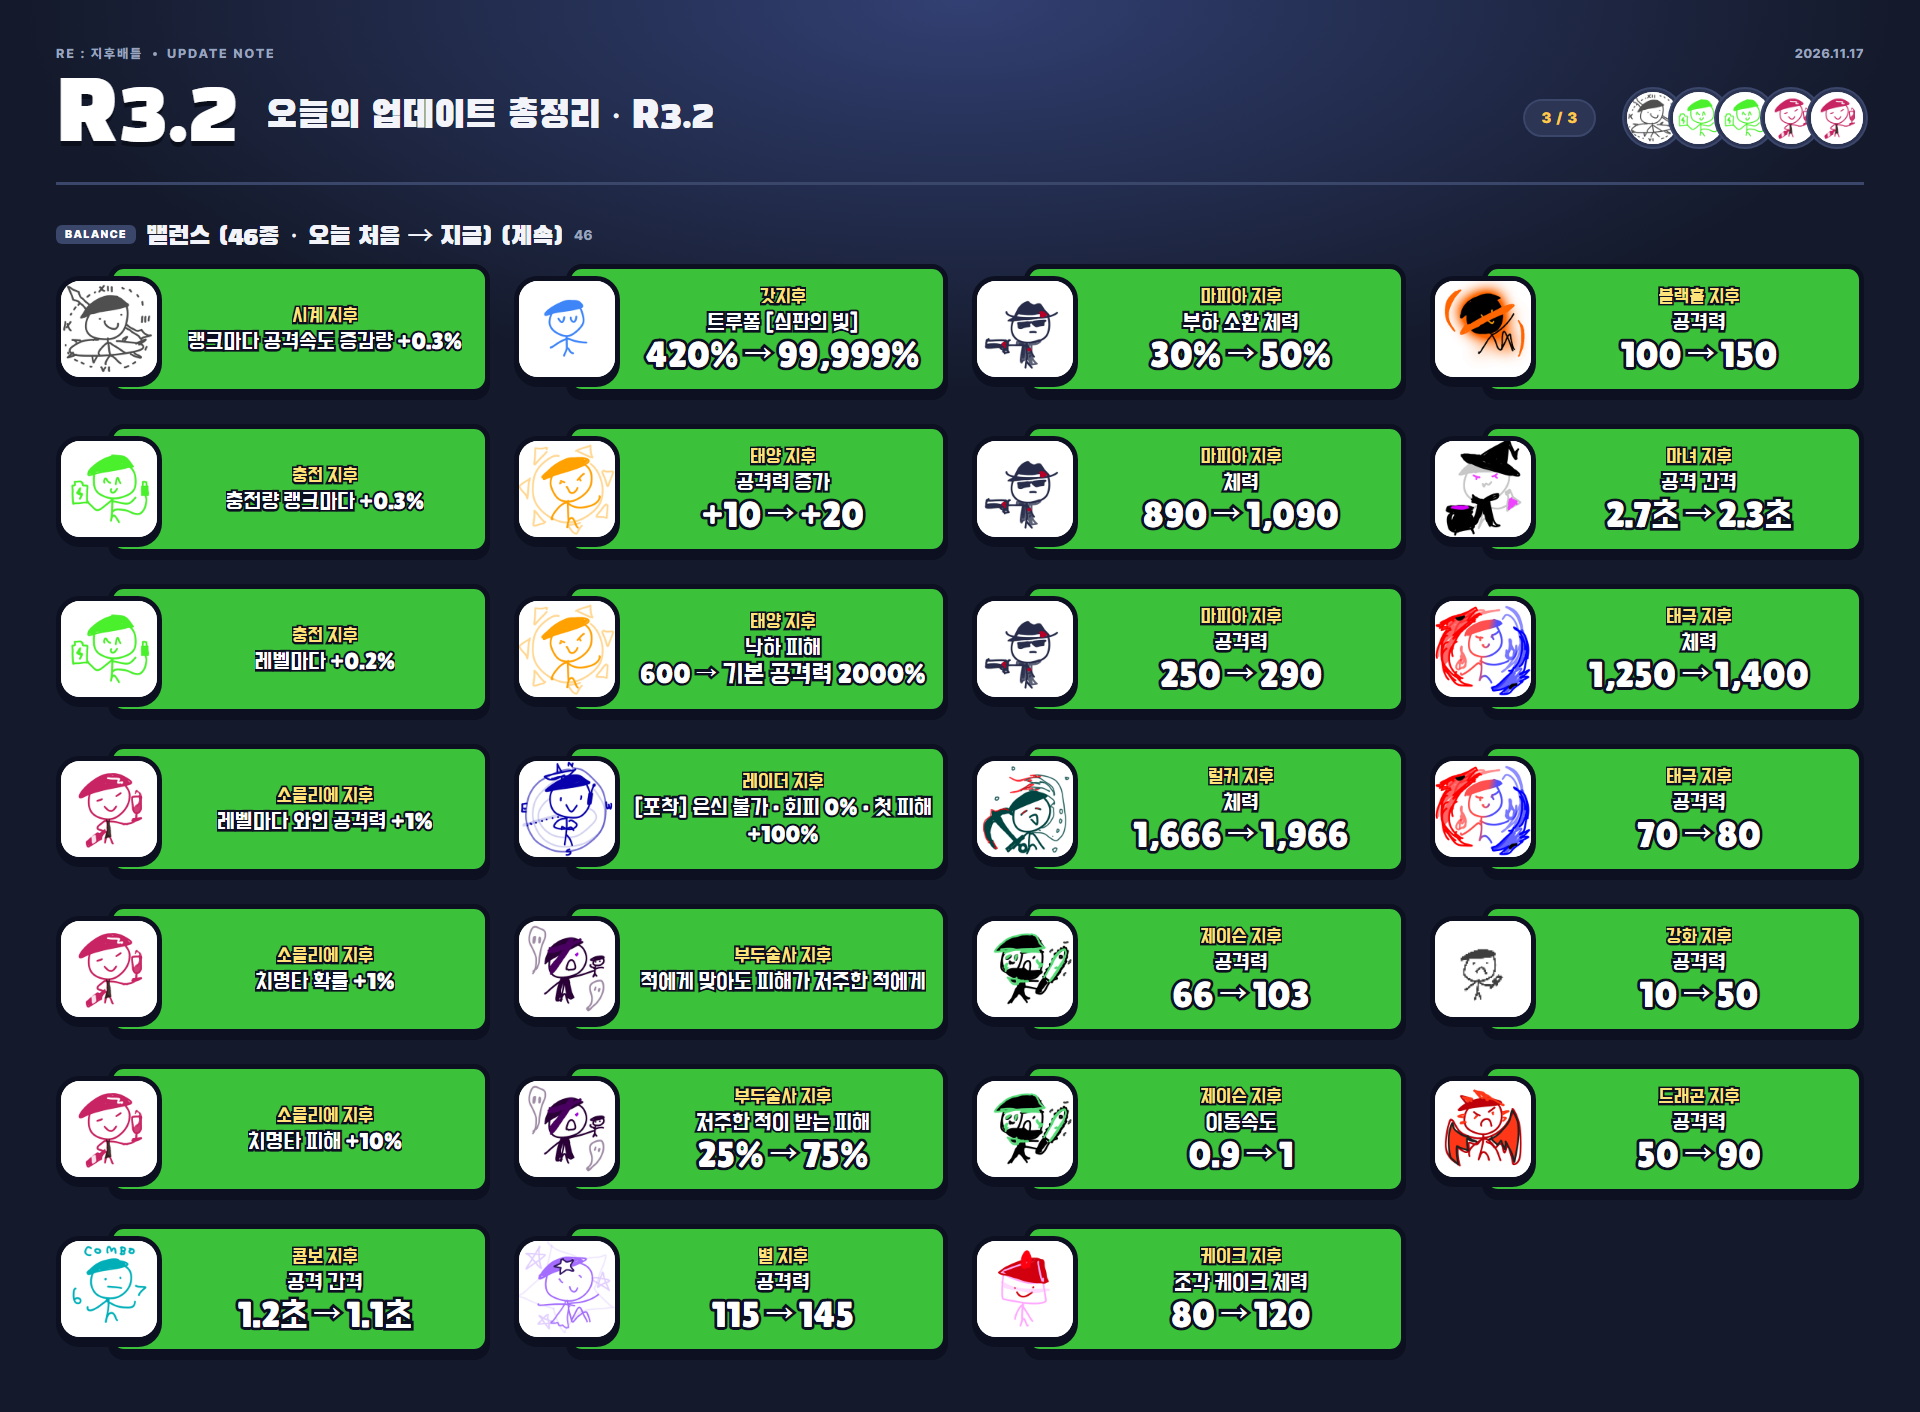 RE : 지후배틀 • UPDATE NOTE
2026.11.17
R3.2
오늘의 업데이트 총정리 · R3.2
3 / 3
BALANCE
밸런스 (46종 · 오늘 처음 → 지금) (계속) 46
시계 지후
랭크마다 공격속도 증감량 +0.3%
갓지후
트루폼 [심판의 빛]
420% → 99,999%
마피아 지후
부하 소환 체력
30% → 50%
블랙홀 지후
공격력
100 → 150
충전 지후
충전량 랭크마다 +0.3%
태양 지후
공격력 증가
+10 → +20
마피아 지후
체력
890 → 1,090
마녀 지후
공격 간격
2.7초 → 2.3초
충전 지후
레벨마다 +0.2%
태양 지후
낙하 피해
600 → 기본 공격력 2000%
마피아 지후
공격력
250 → 290
태극 지후
체력
1,250 → 1,400
소믈리에 지후
레벨마다 와인 공격력 +1%
레이더 지후
[포착] 은신 불가 · 회피 0% · 첫 피해
+100%
럴커 지후
체력
1,666 → 1,966
태극 지후
공격력
70 → 80
소믈리에 지후
치명타 확률 +1%
부두술사 지후
적에게 맞아도 피해가 저주한 적에게
제이슨 지후
공격력
66 → 103
강화 지후
공격력
10 → 50
소믈리에 지후
치명타 피해 +10%
부두술사 지후
저주한 적이 받는 피해
25% → 75%
제이슨 지후
이동속도
0.9 → 1
드래곤 지후
공격력
50 → 90
COMBO
6 7
콤보 지후
공격 간격
1.2초 → 1.1초
별 지후
공격력
115 → 145
케이크 지후
조각 케이크 체력
80 → 120